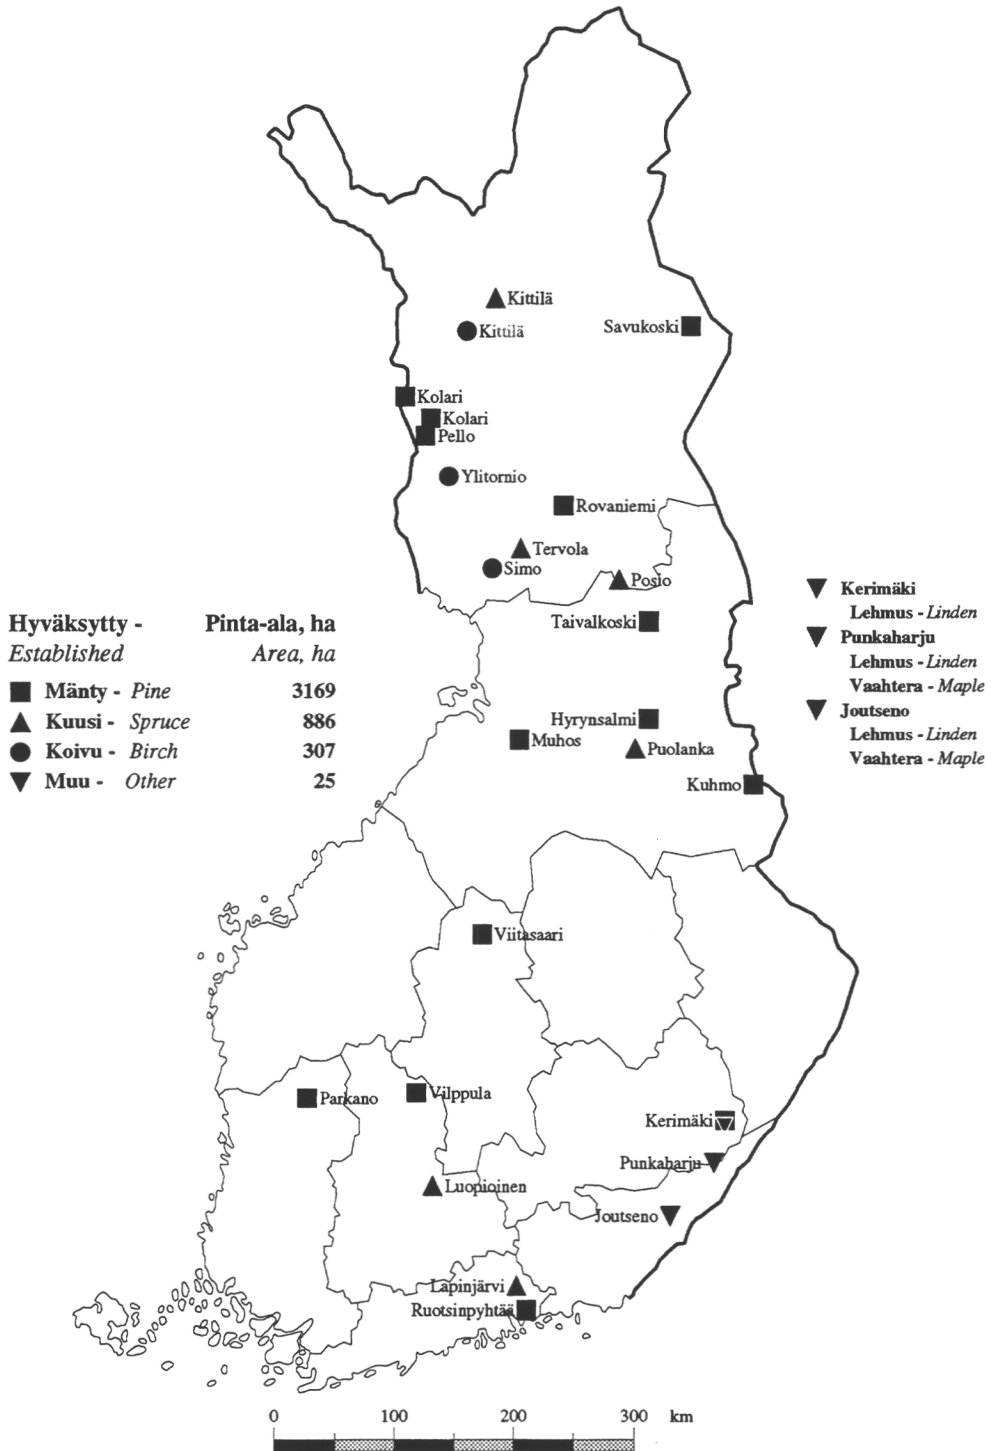 Kittilä
Kittilä
Savukoski
Kolari
Kolari
Pello
Ylitornio
Rovaniemi
Tervola
Simo
Posio
Taivalkoski
Hyrynsalmi
Muhos
Puolanka
Kuhmo
Hyväksytty - Pinta-ala, ha
Established Area, ha
Mänty - Pine 3169
Kuusi - Spruce 886
Koivu - Birch 307
Muu - Other 25
Kerimäki
Lehmus - Linden
Punkaharju
Lehmus - Linden
Vaahtera - Maple
Joutseno
Lehmus - Linden
Vaahtera - Maple
Viitasaari
Parkano
Vilppula
Kerimäki
Punkaharju
Luopioinen
Joutseno
Lapinjärvi
Ruotsinpyhtää
0 100 200 300 km